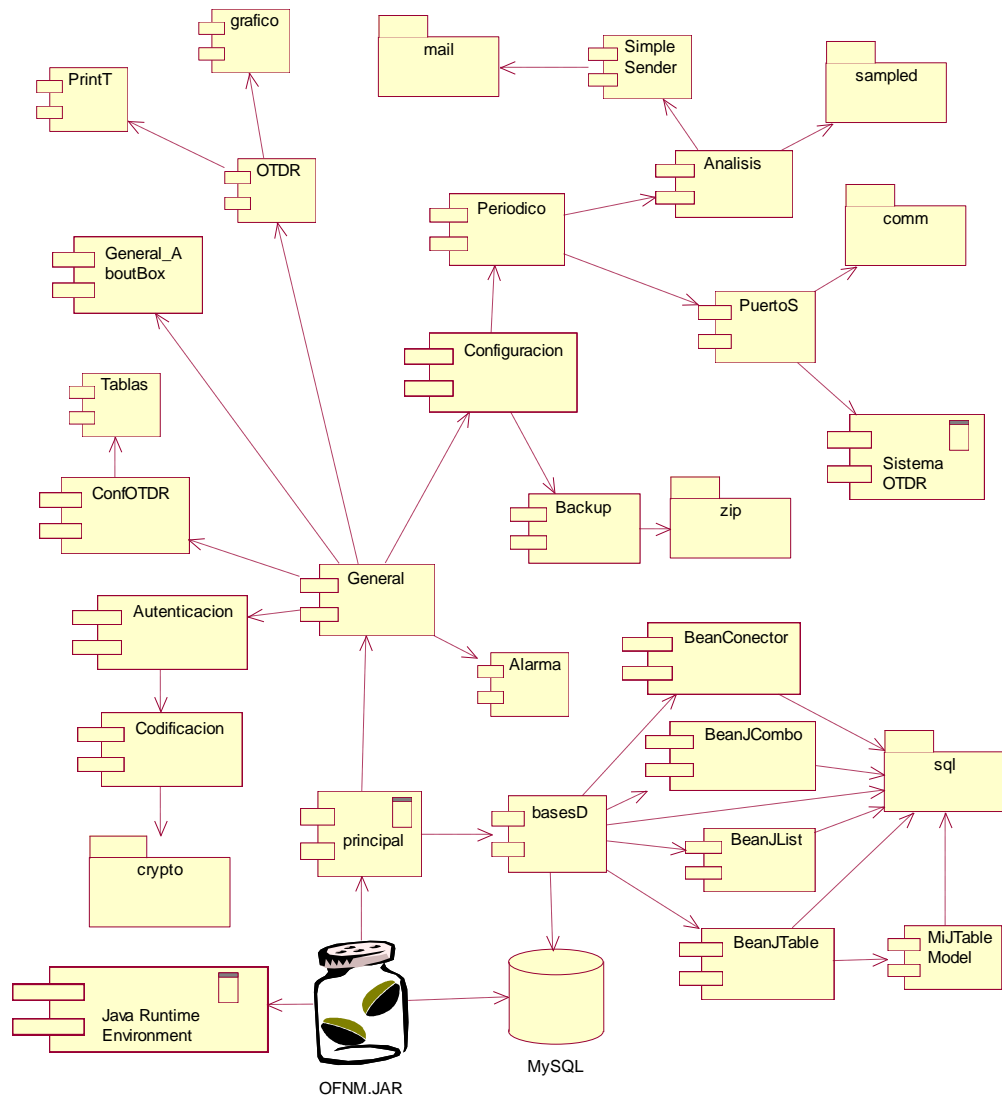 grafico
mail
Simple
Sender
sampled
PrintT
OTDR
Analisis
Periodico
comm
General_A
boutBox
PuertoS
Configuracion
Tablas
Sistema
OTDR
ConfOTDR
Backup
zip
General
Autenticacion
BeanConector
Alarma
Codificacion
BeanJCombo
sql
principal
basesD
BeanJList
crypto
BeanJTable
MiJTable
Model
Java Runtime
Environment
MySQL
OFNM.JAR